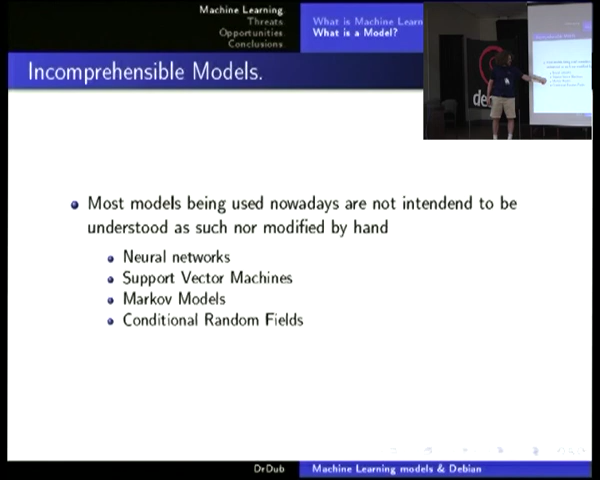 Machine Learning
Threats
Opportunities
Conclusions
What is Machine Learn
What is a Model?
Incomprehensible Models.
Most models being used nowadays are not intendend to be
understood as such nor modified by hand
Neural networks
Support Vector Machines
Markov Models
Conditional Random Fields
de
DrDub
Machine Learning models & Debian